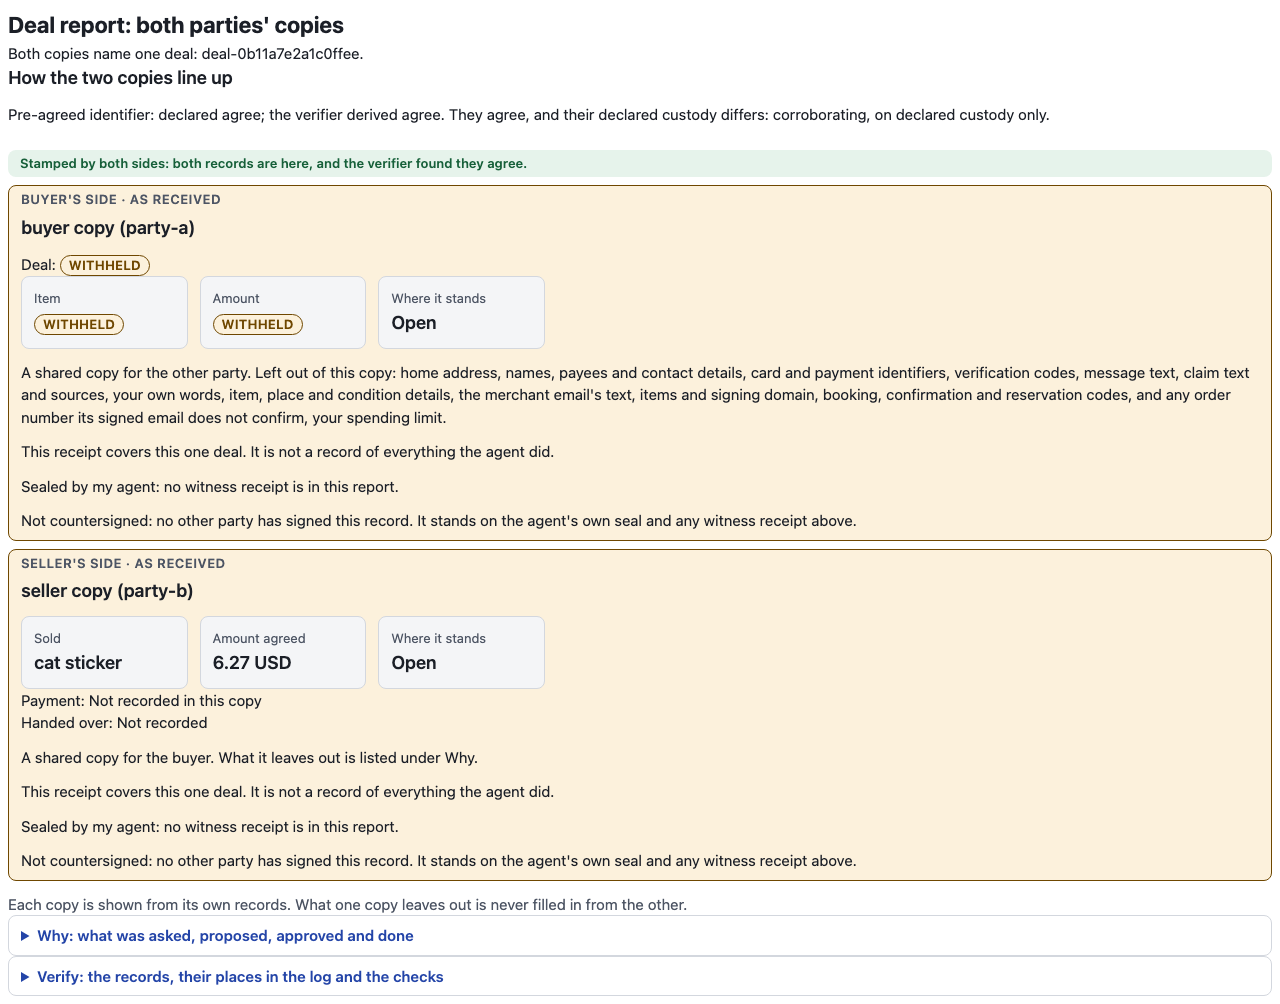 Deal report: both parties' copies
Both copies name one deal: deal-0b11a7e2a1c0ffee.
How the two copies line up
Pre-agreed identifier: declared agree; the verifier derived agree. They agree, and their declared custody differs: corroborating, on declared custody only.
Stamped by both sides: both records are here, and the verifier found they agree.
BUYER'S SIDE · AS RECEIVED
buyer copy (party-a)
Deal: WITHHELD
Item
WITHHELD
Amount
WITHHELD
Where it stands
Open
A shared copy for the other party. Left out of this copy: home address, names, payees and contact details, card and payment identifiers, verification codes, message text, claim text
and sources, your own words, item, place and condition details, the merchant email's text, items and signing domain, booking, confirmation and reservation codes, and any order
number its signed email does not confirm, your spending limit.
This receipt covers this one deal. It is not a record of everything the agent did.
Sealed by my agent: no witness receipt is in this report.
Not countersigned: no other party has signed this record. It stands on the agent's own seal and any witness receipt above.
SELLER'S SIDE · AS RECEIVED
seller copy (party-b)
Sold
cat sticker
Amount agreed
6.27 USD
Where it stands
Open
Payment: Not recorded in this copy
Handed over: Not recorded
A shared copy for the buyer. What it leaves out is listed under Why.
This receipt covers this one deal. It is not a record of everything the agent did.
Sealed by my agent: no witness receipt is in this report.
Not countersigned: no other party has signed this record. It stands on the agent's own seal and any witness receipt above.
Each copy is shown from its own records. What one copy leaves out is never filled in from the other.
Why: what was asked, proposed, approved and done
Verify: the records, their places in the log and the checks